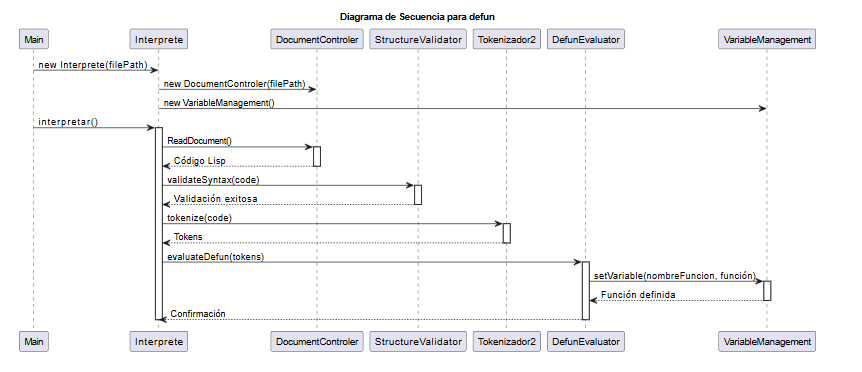 Diagrama de Secuencia para defun
Main Interprete DocumentControler StructureValidator Tokenizador2 DefunEvaluator VariableManagement
new Interprete(filePath)
new DocumentControler(filePath)
new VariableManagement()
interpretar()
ReadDocument()
Código Lisp
validateSyntax(code)
Validación exitosa
tokenize(code)
Tokens
evaluateDefun(tokens)
setVariable(nombreFuncion, función)
Función definida
Confirmación
Main Interprete DocumentControler StructureValidator Tokenizador2 DefunEvaluator VariableManagement